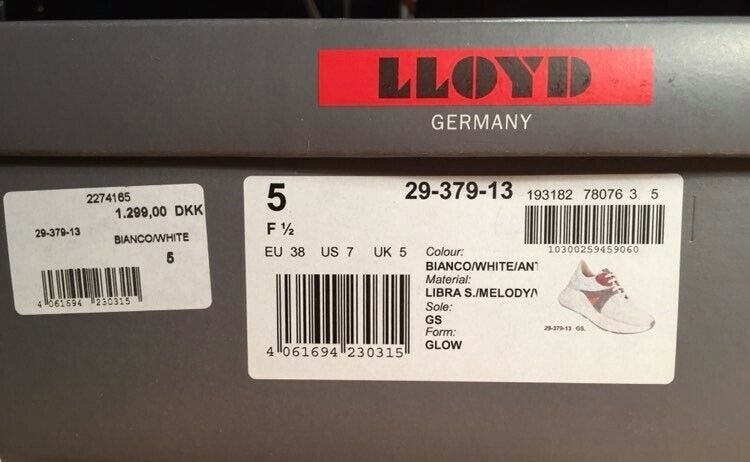 LLOYD
GERMANY
2274165
1.299,00 DKK
29-379-13
BIANCO/WHITE
5
4 061694 230315
5
29-379-13
193182 78076 3 5
F ½
EU 38 US 7 UK 5
10300259459060
Colour:
BIANCO/WHITE/ANT
Material:
LIBRA S./MELODY/
Sole:
GS
Form:
GLOW
29-379-13 GS.
4 061694 230315